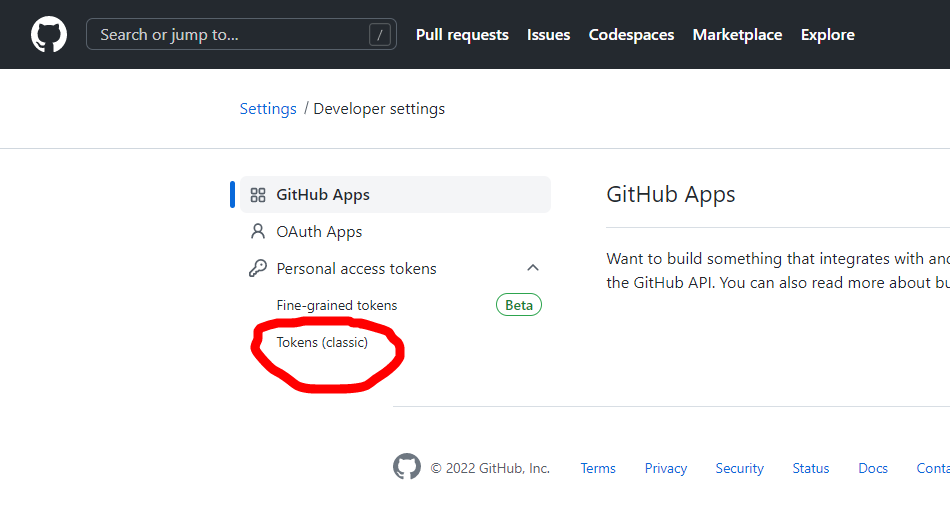 Search or jump to... / Pull requests Issues Codespaces Marketplace Explore
Settings / Developer settings
GitHub Apps
OAuth Apps
Personal access tokens
Fine-grained tokens Beta
Tokens (classic)
GitHub Apps
Want to build something that integrates with and
the GitHub API. You can also read more about bu
© 2022 GitHub, Inc. Terms Privacy Security Status Docs Conta